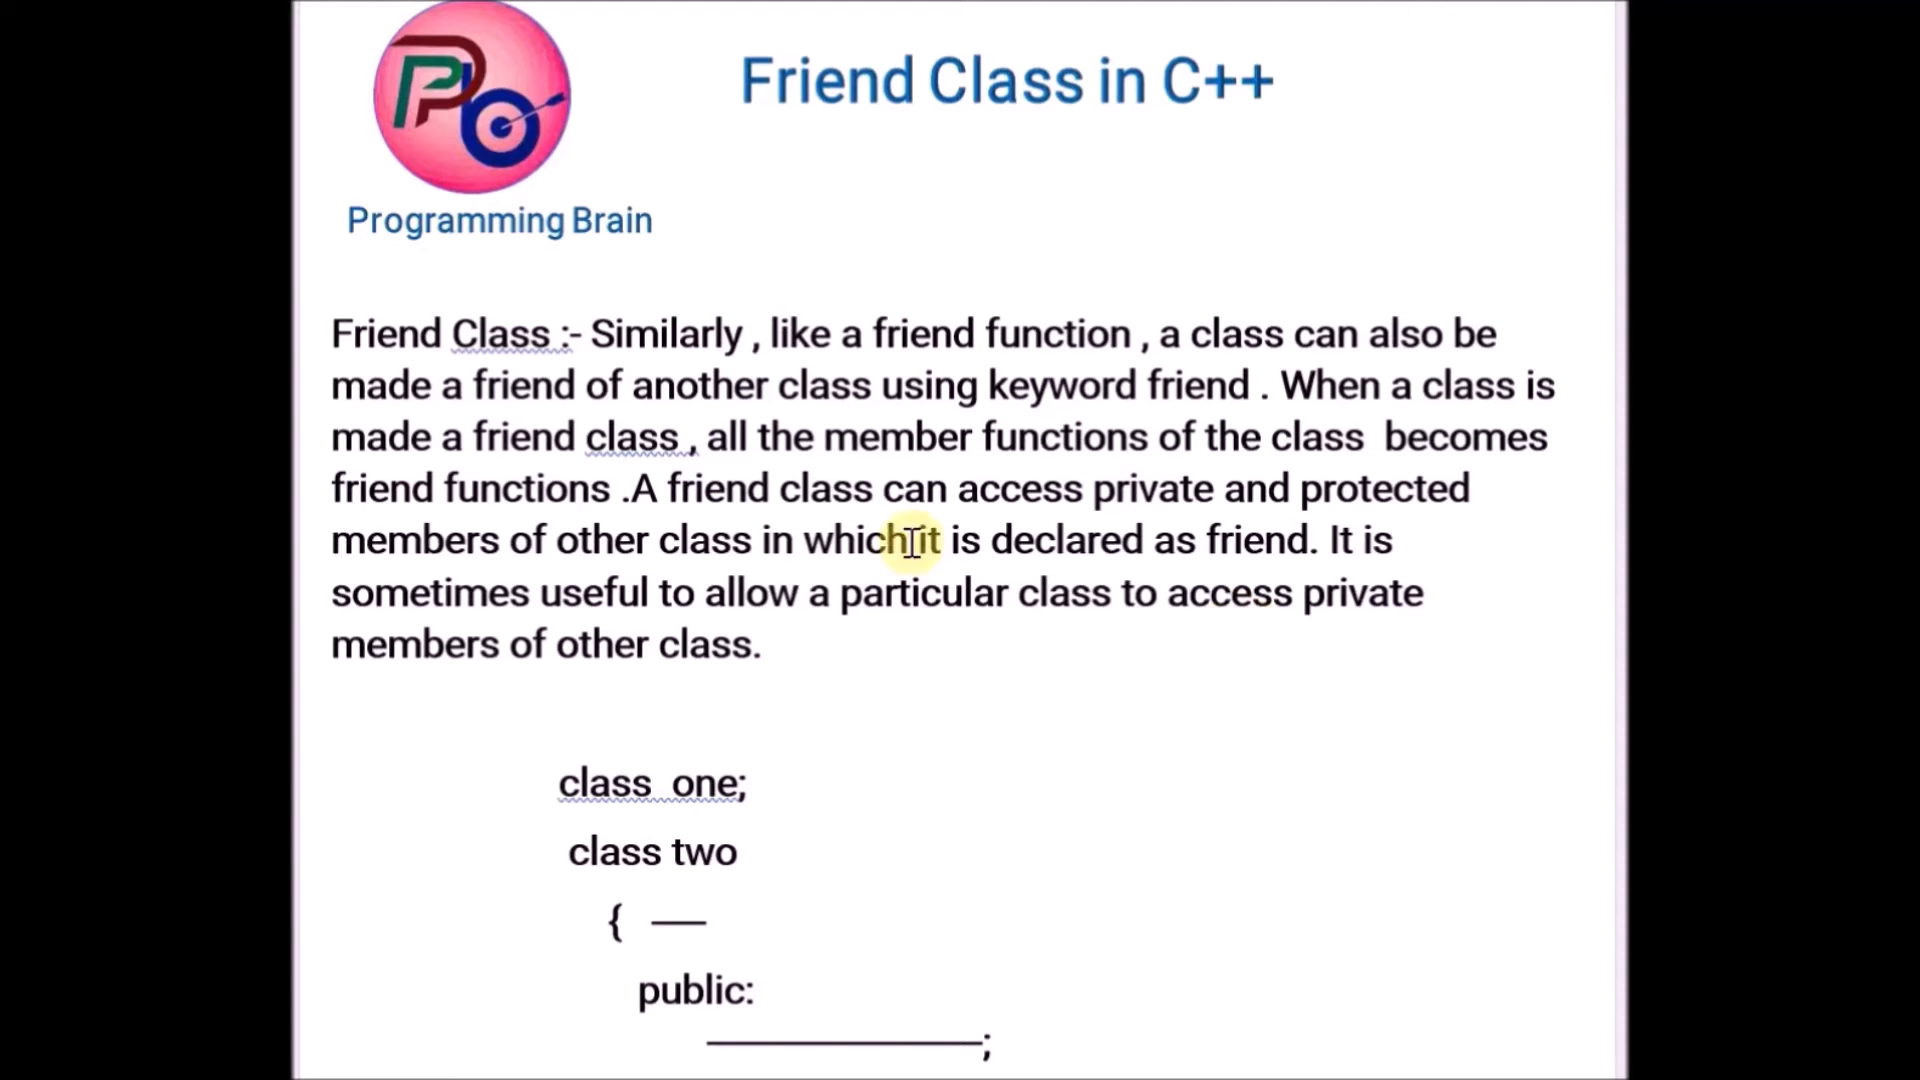 Friend Class in C++
Programming Brain
Friend Class :- Similarly , like a friend function , a class can also be
made a friend of another class using keyword friend . When a class is
made a friend class , all the member functions of the class becomes
friend functions .A friend class can access private and protected
members of other class in which it is declared as friend. It is
sometimes useful to allow a particular class to access private
members of other class.
class one;
class two
{ —
public:
————;